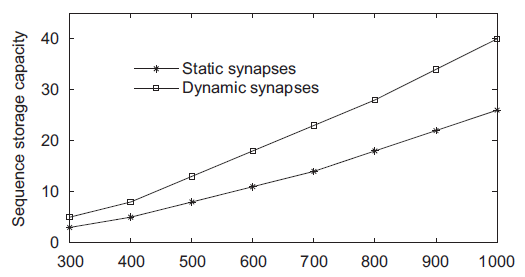 Sequence storage capacity
40
30
20
10
0
Static synapses
Dynamic synapses
300 400 500 600 700 800 900 1000